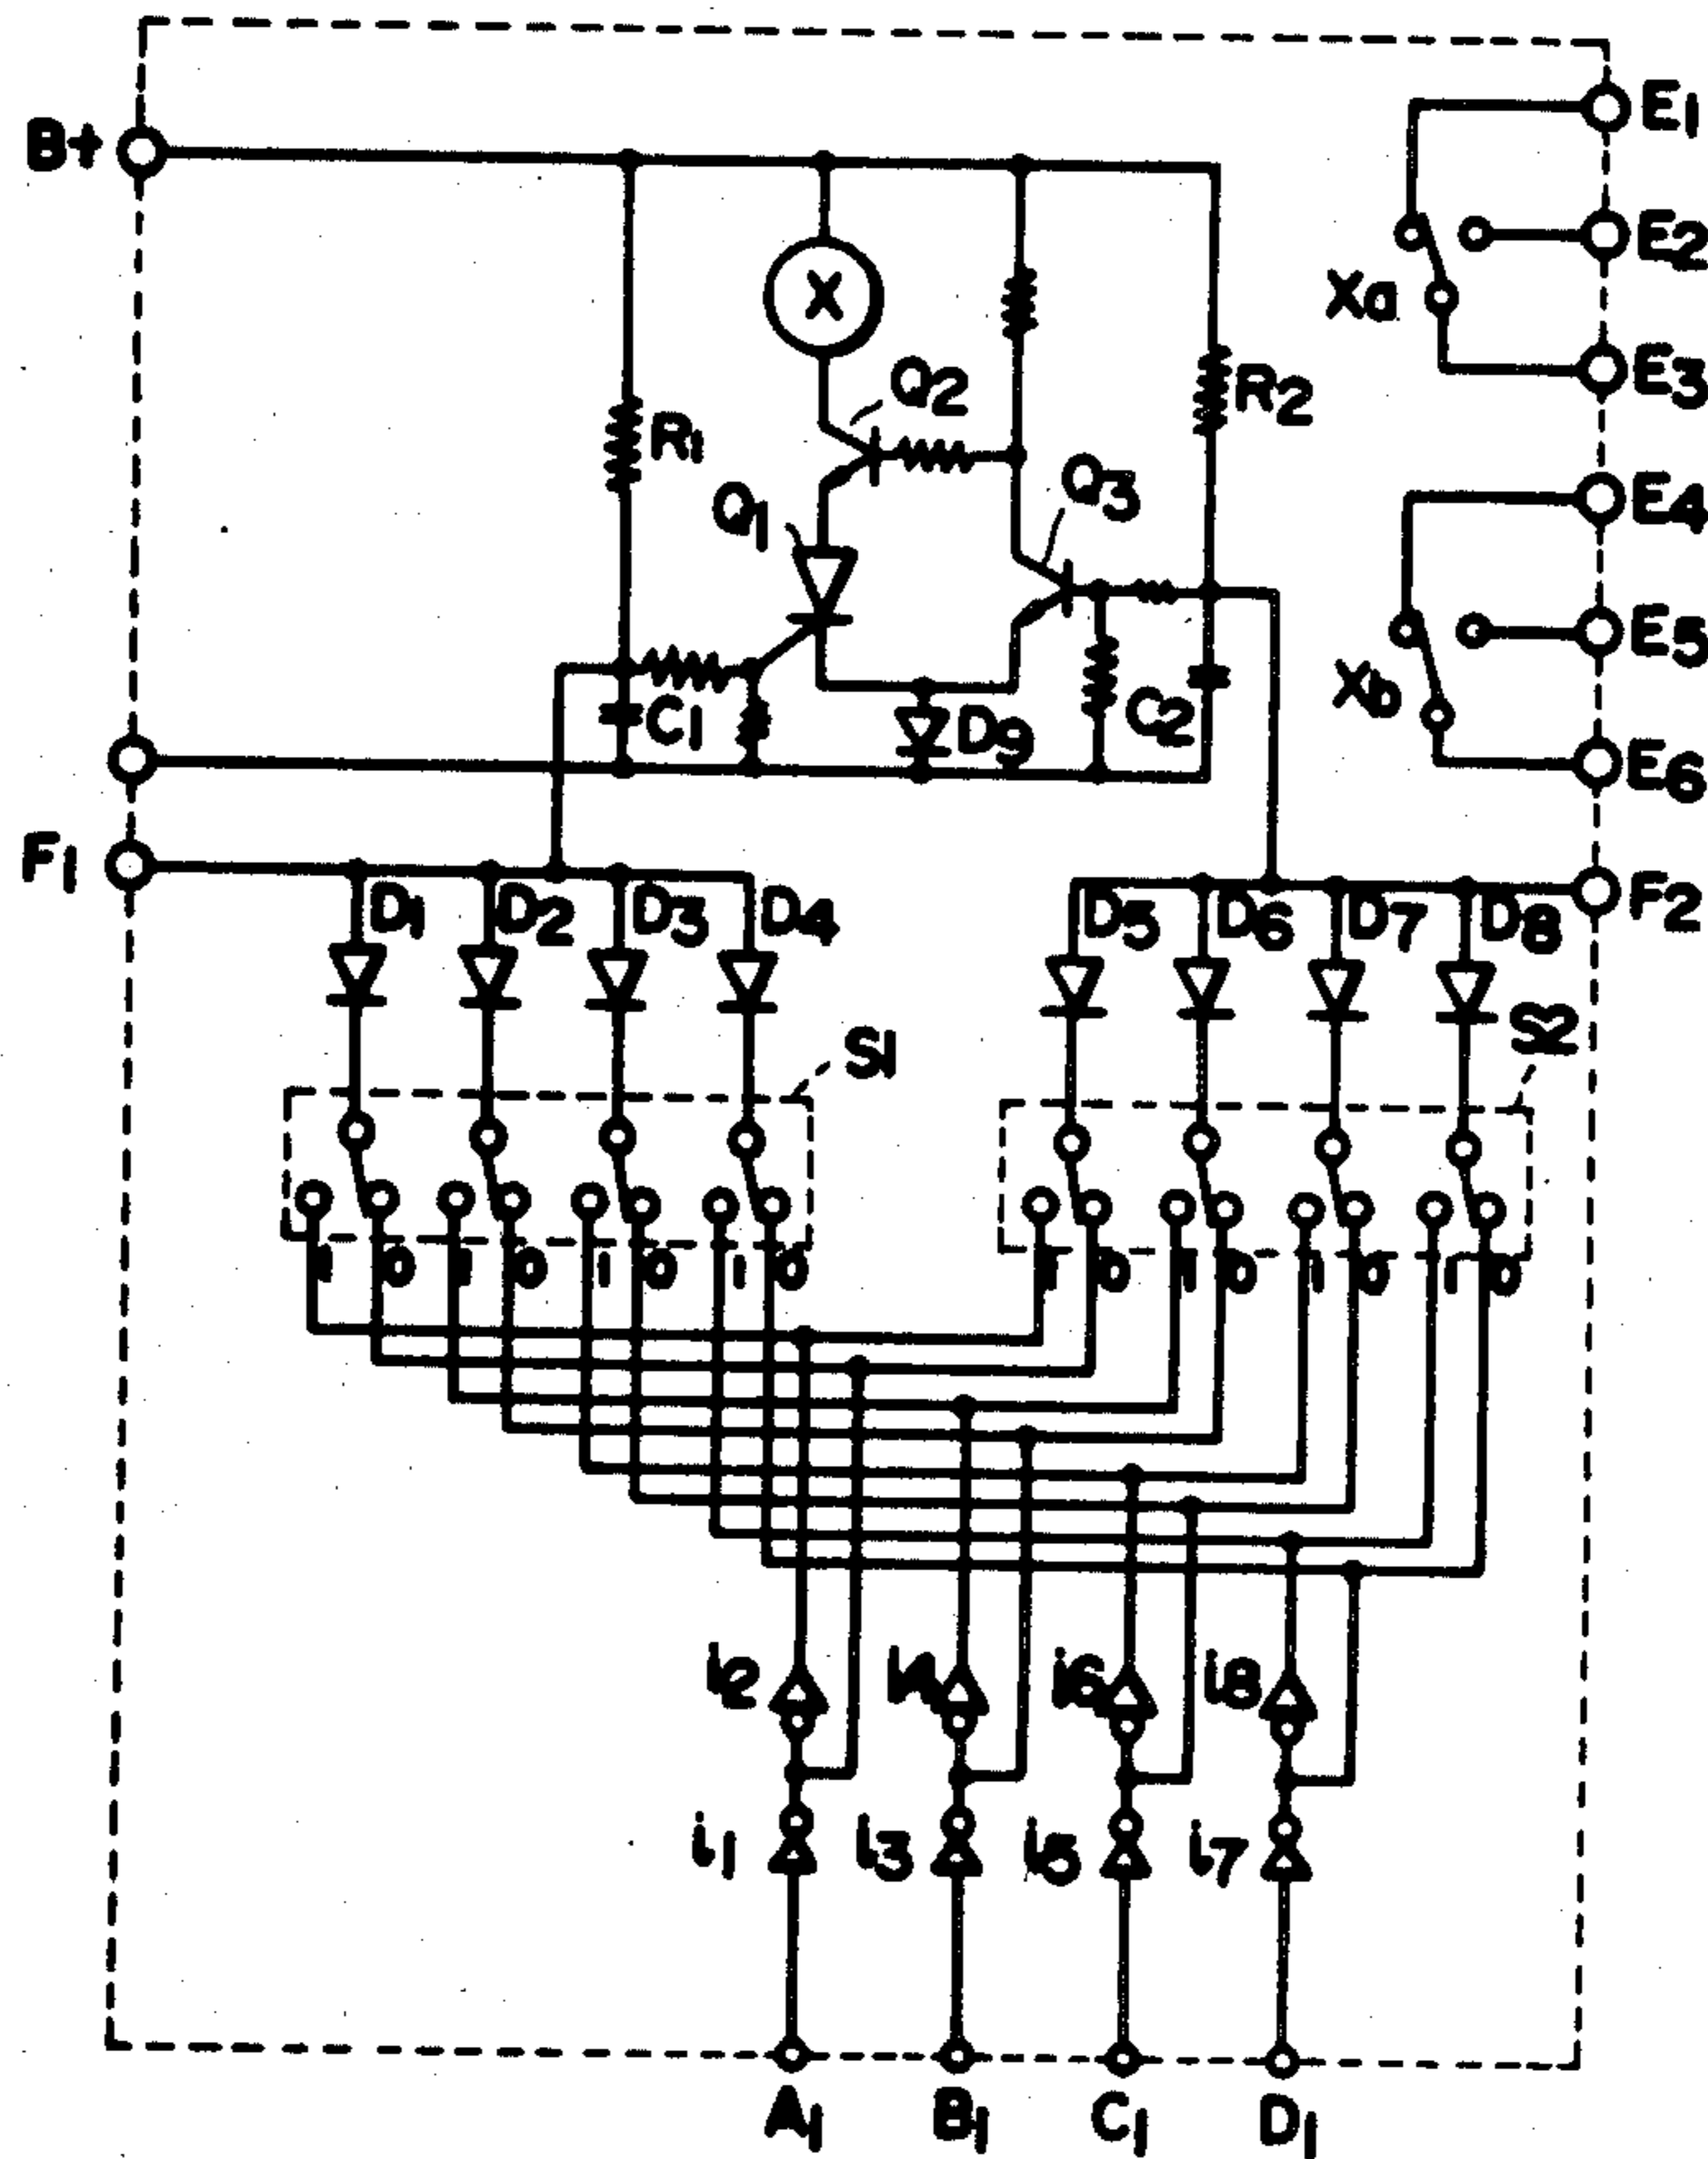 B+
E1
E2
Xa
E3
X
Q2
R2
R1
Q1
Q3
E4
E5
Xb
C1
D9
C2
E6
F1
F2
D1 D2 D3 D4 D5 D6 D7 D8
S1
S2
1 0 1 0 1 0 1 0 1 0 1 0 1 0 1 0
i2 i4 i6 i8
i1 i3 i5 i7
A1 B1 C1 D1